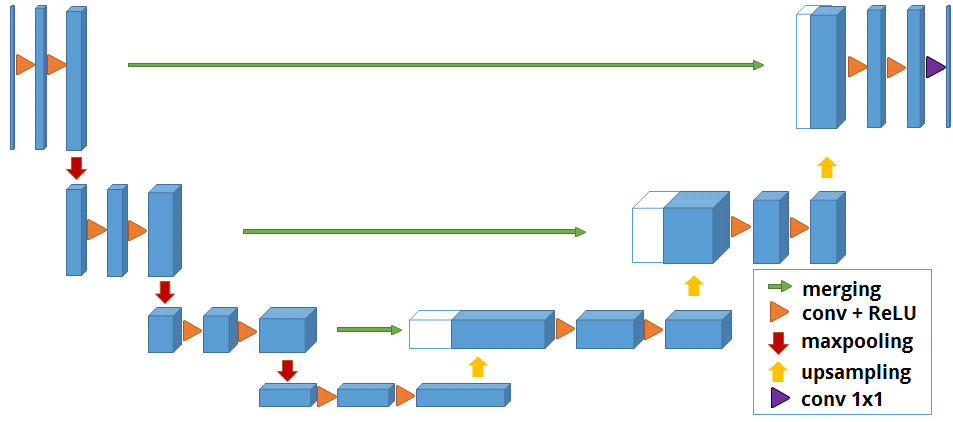 merging
conv + ReLU
maxpooling
upsampling
conv 1x1